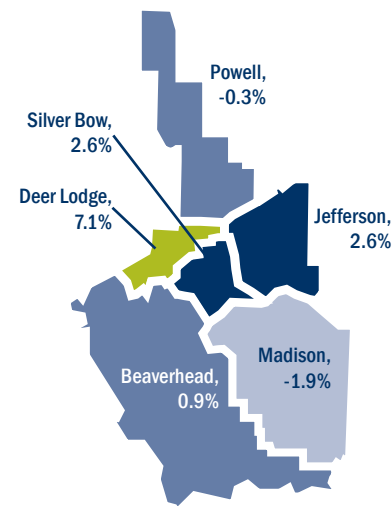 Powell,
-0.3%
Silver Bow,
2.6%
Deer Lodge,
7.1%
Jefferson,
2.6%
Madison,
-1.9%
Beaverhead,
0.9%